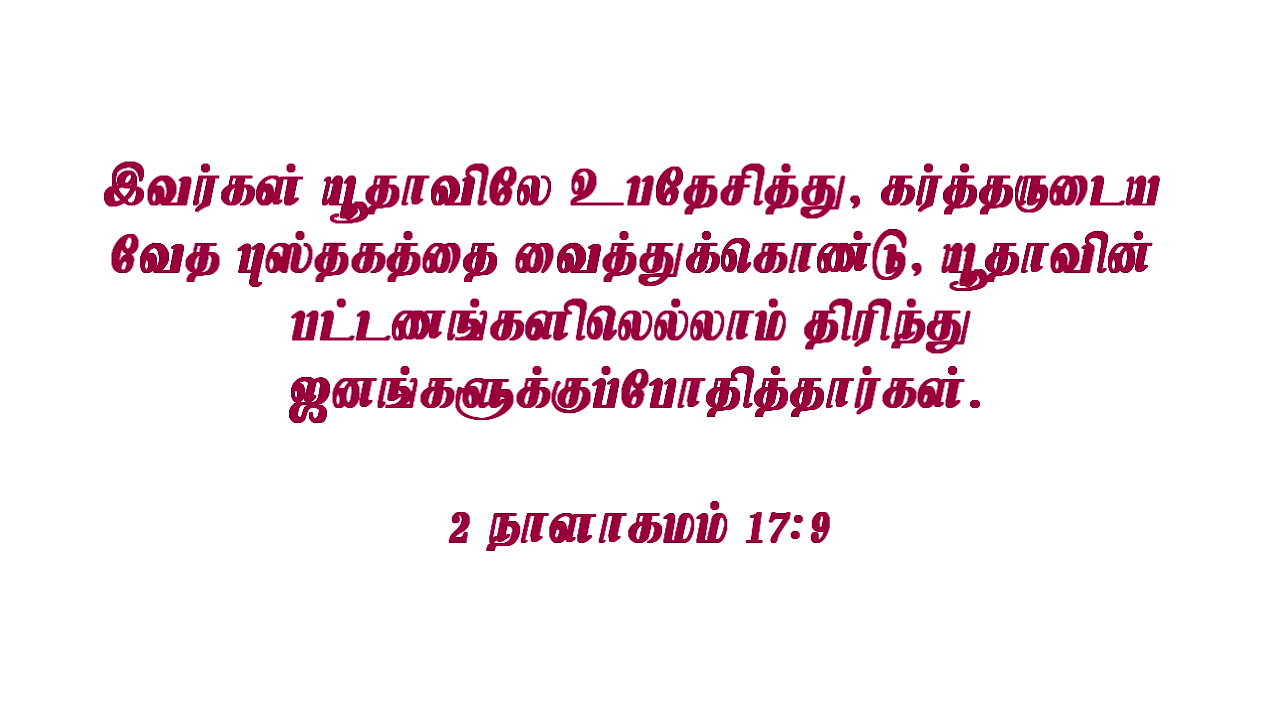 இவர்கள் யூதாவிலே உபதேசித்து, கர்த்தருடைய
வேத புஸ்தகத்தை வைத்துக்கொண்டு, யூதாவின்
பட்டணங்களிலெல்லாம் திரிந்து
ஜனங்களுக்குப்போதித்தார்கள்.
2 நாளாகமம் 17:9